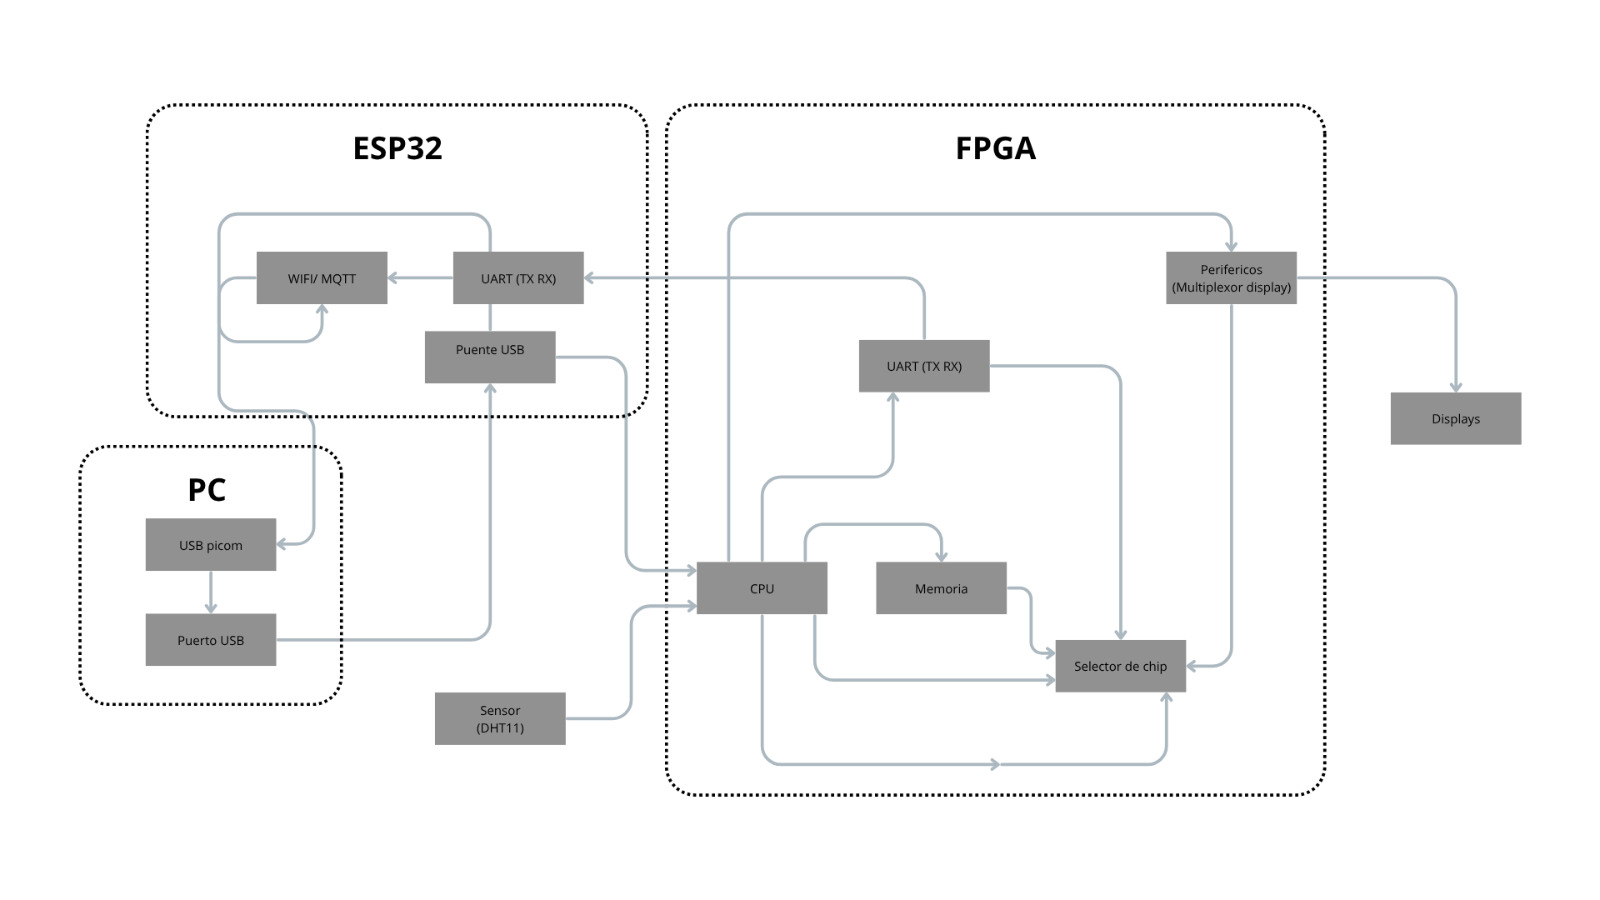 ESP32
FPGA
WIFI/ MQTT
UART (TX RX)
Puente USB
Perifericos
(Multiplexor display)
UART (TX RX)
Displays
PC
USB picom
Puerto USB
CPU
Memoria
Selector de chip
Sensor
(DHT11)